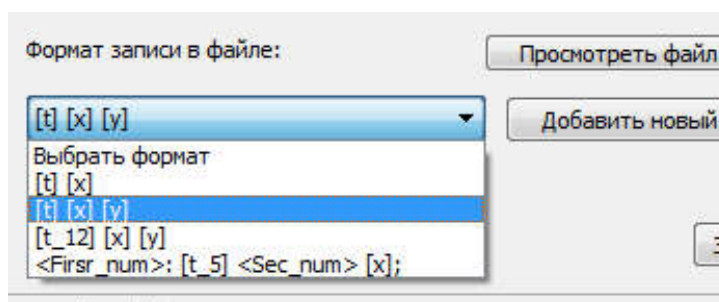 Формат записи в файле:
Просмотреть файл
[t] [x] [y]
Добавить новый
Выбрать формат
[t] [x]
[t] [x] [y]
[t_12] [x] [y]
<Firsr_num>: [t_5] <Sec_num> [x];